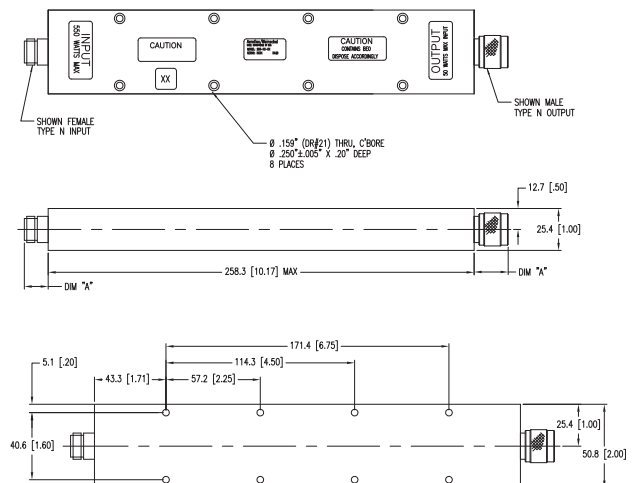 INPUT
550 WATTS MAX
CAUTION
XX
CAUTION
CONTAINS BEO
DISPOSE ACCORDINGLY
OUTPUT
50 WATTS MAX INPUT
SHOWN FEMALE
TYPE N INPUT
SHOWN MALE
TYPE N OUTPUT
Ø .159" (DR#21) THRU, C'BORE
Ø .250"±.005" X .20" DEEP
8 PLACES
12.7 [.50]
25.4 [1.00]
258.3 [10.17] MAX
DIM "A"
DIM "A"
171.4 [6.75]
114.3 [4.50]
5.1 [.20]
43.3 [1.71]
57.2 [2.25]
25.4 [1.00]
40.6 [1.60]
50.8 [2.00]